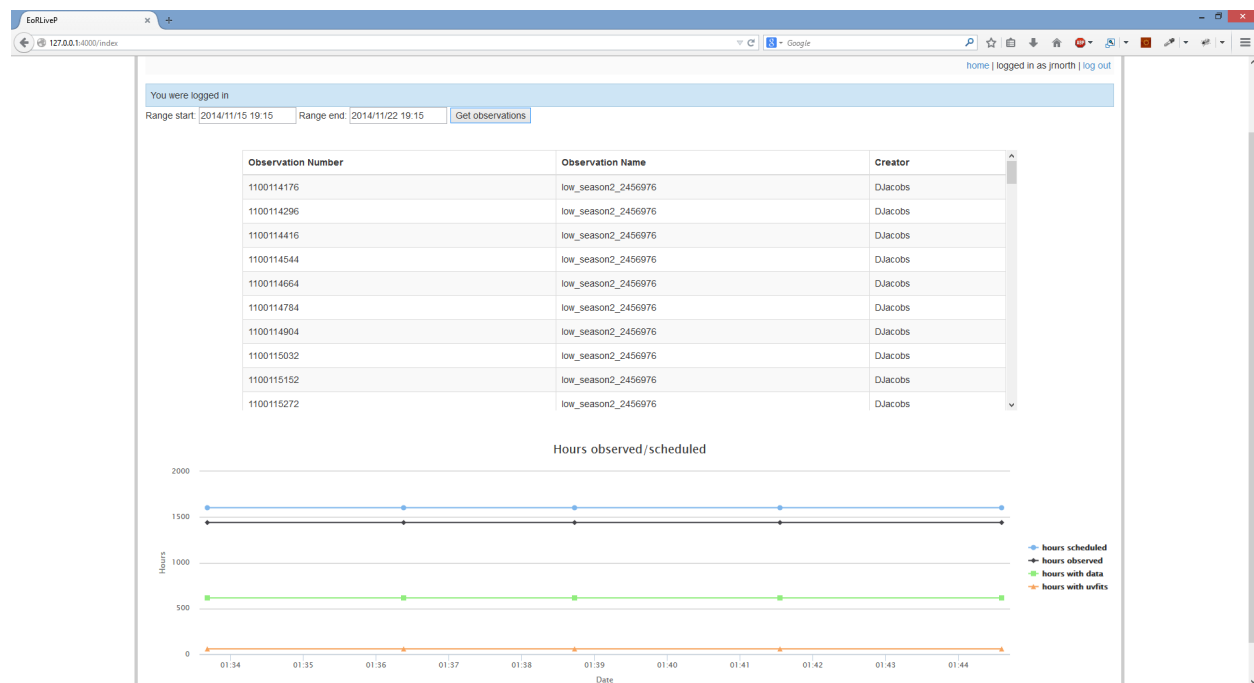 EoRLiveP
127.0.0.1:4000/index
Google
home | logged in as jrnorth | log out
You were logged in
Range start: 2014/11/15 19:15 Range end: 2014/11/22 19:15 Get observations
Observation Number Observation Name Creator
1100114176 low_season2_2456976 DJacobs
1100114296 low_season2_2456976 DJacobs
1100114416 low_season2_2456976 DJacobs
1100114544 low_season2_2456976 DJacobs
1100114664 low_season2_2456976 DJacobs
1100114784 low_season2_2456976 DJacobs
1100114904 low_season2_2456976 DJacobs
1100115032 low_season2_2456976 DJacobs
1100115152 low_season2_2456976 DJacobs
1100115272 low_season2_2456976 DJacobs
Hours observed/scheduled
2000
1500
1000
500
0
Hours
hours scheduled
hours observed
hours with data
hours with uvfits
01:34 01:35 01:36 01:37 01:38 01:39 01:40 01:41 01:42 01:43 01:44
Date